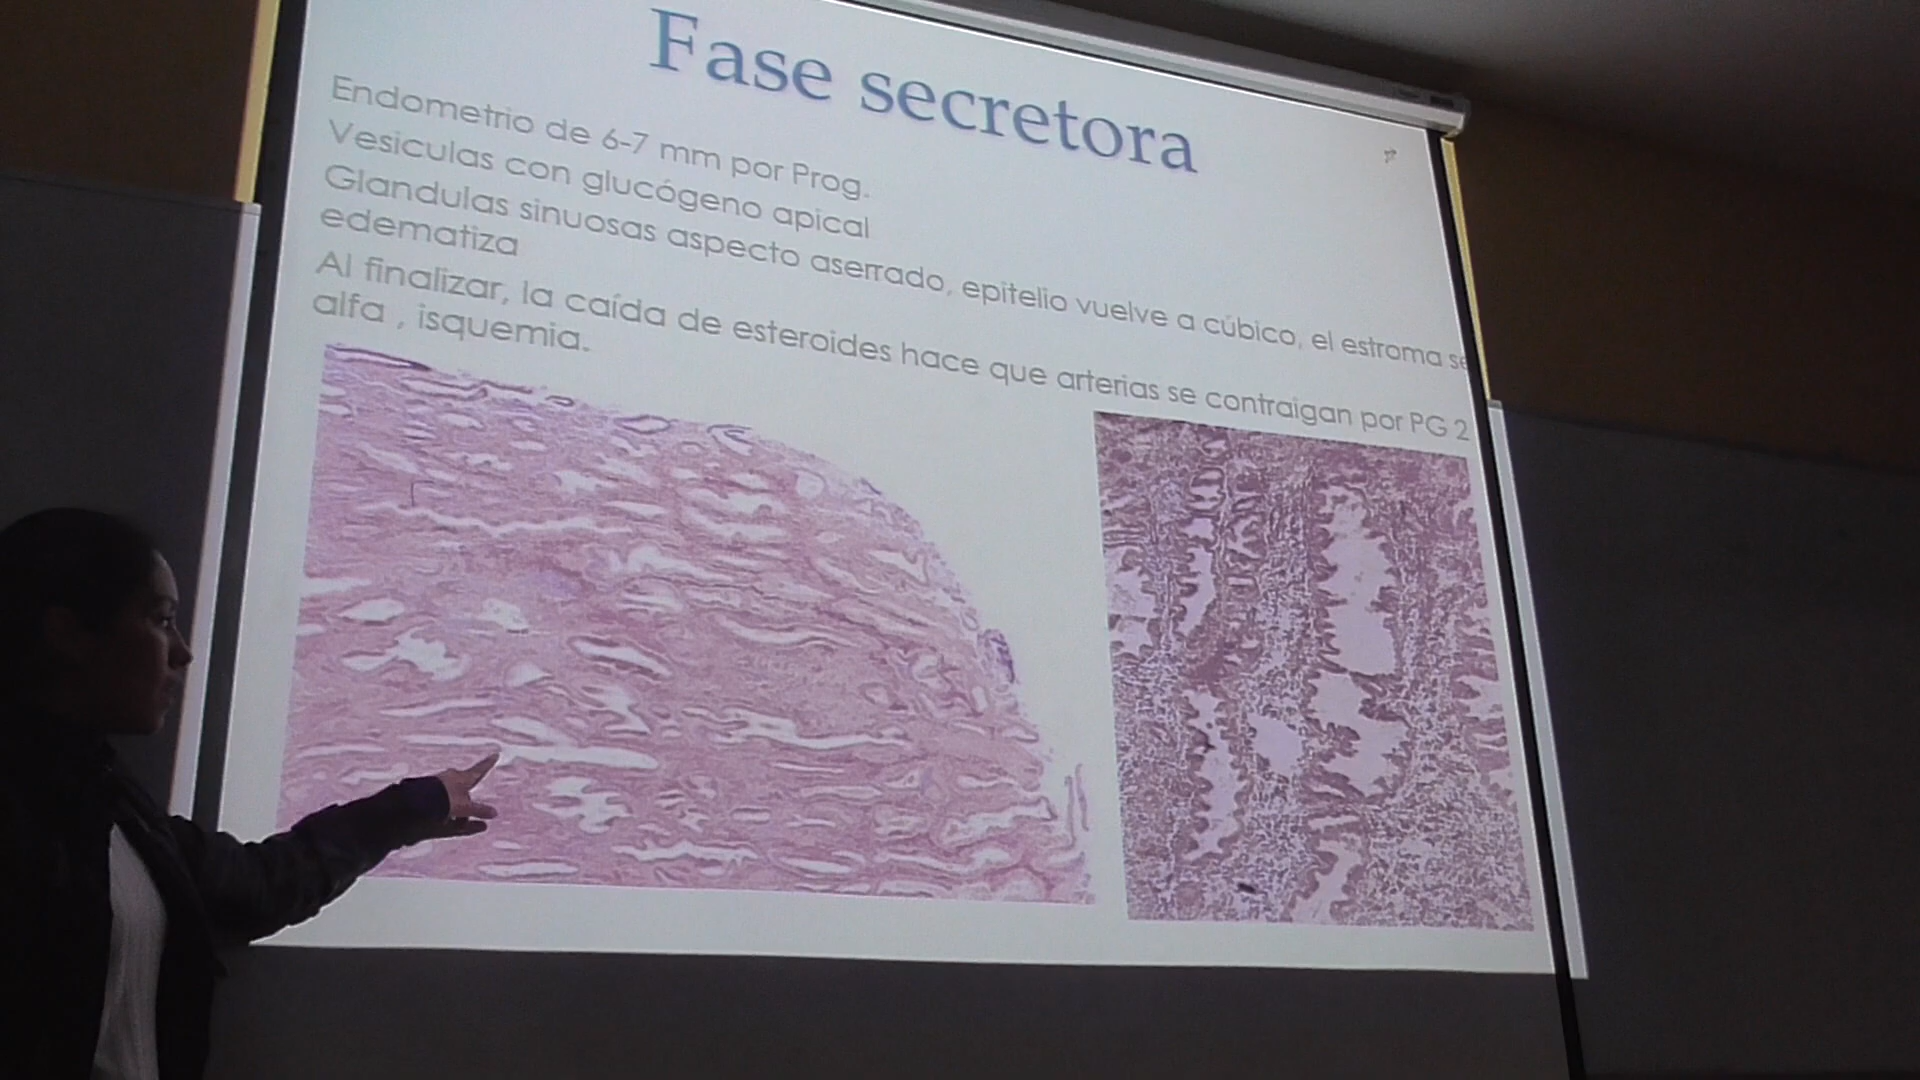 Fase secretora
Endometrio de 6-7 mm por Prog.
Vesiculas con glucógeno apical
Glandulas sinuosas aspecto aserrado, epitelio vuelve a cúbico, el estroma se
edematiza
Al finalizar, la caída de esteroides hace que arterias se contraigan por PG 2
alfa , isquemia.